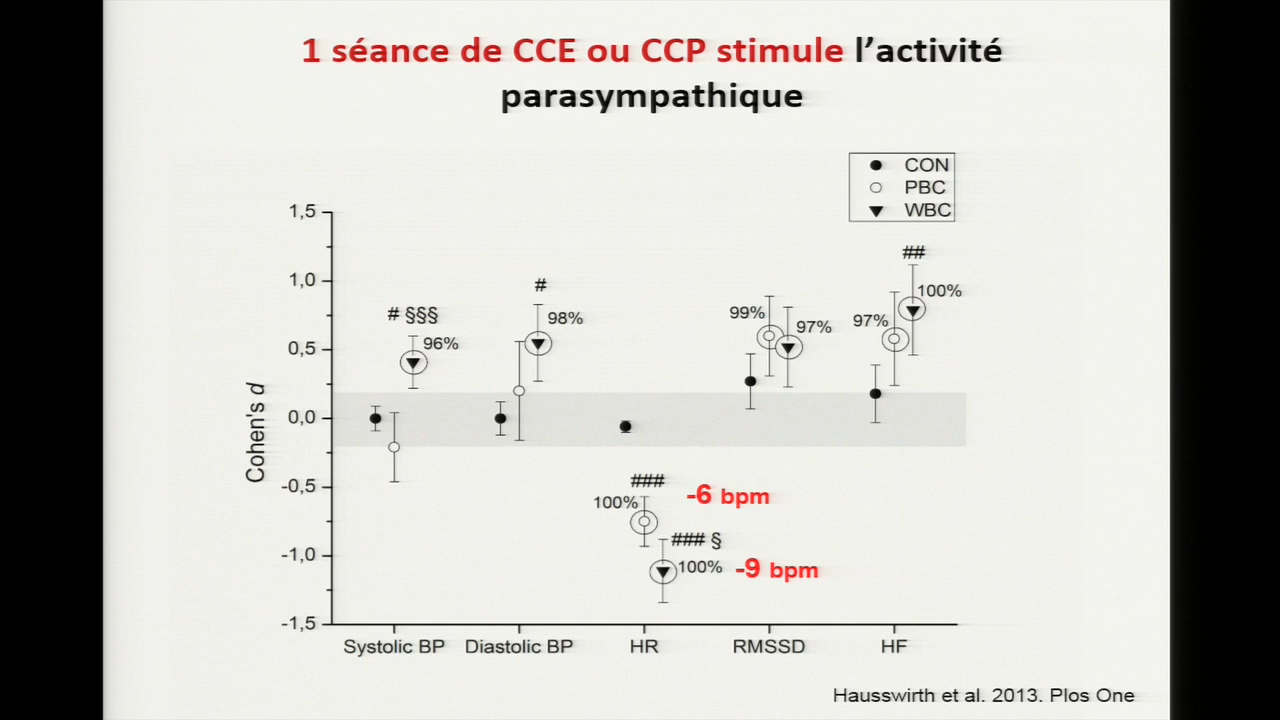 1 séance de CCE ou CCP stimule l’activité
parasympathique
CON
PBC
WBC
1,5
1,0
0,5
0,0
-0,5
-1,0
-1,5
Cohen's d
# §§§
96%
#
98%
###
100%
-6 bpm
### §
100%
-9 bpm
99%
97%
##
97%
100%
Systolic BP
Diastolic BP
HR
RMSSD
HF
Hausswirth et al. 2013. Plos One